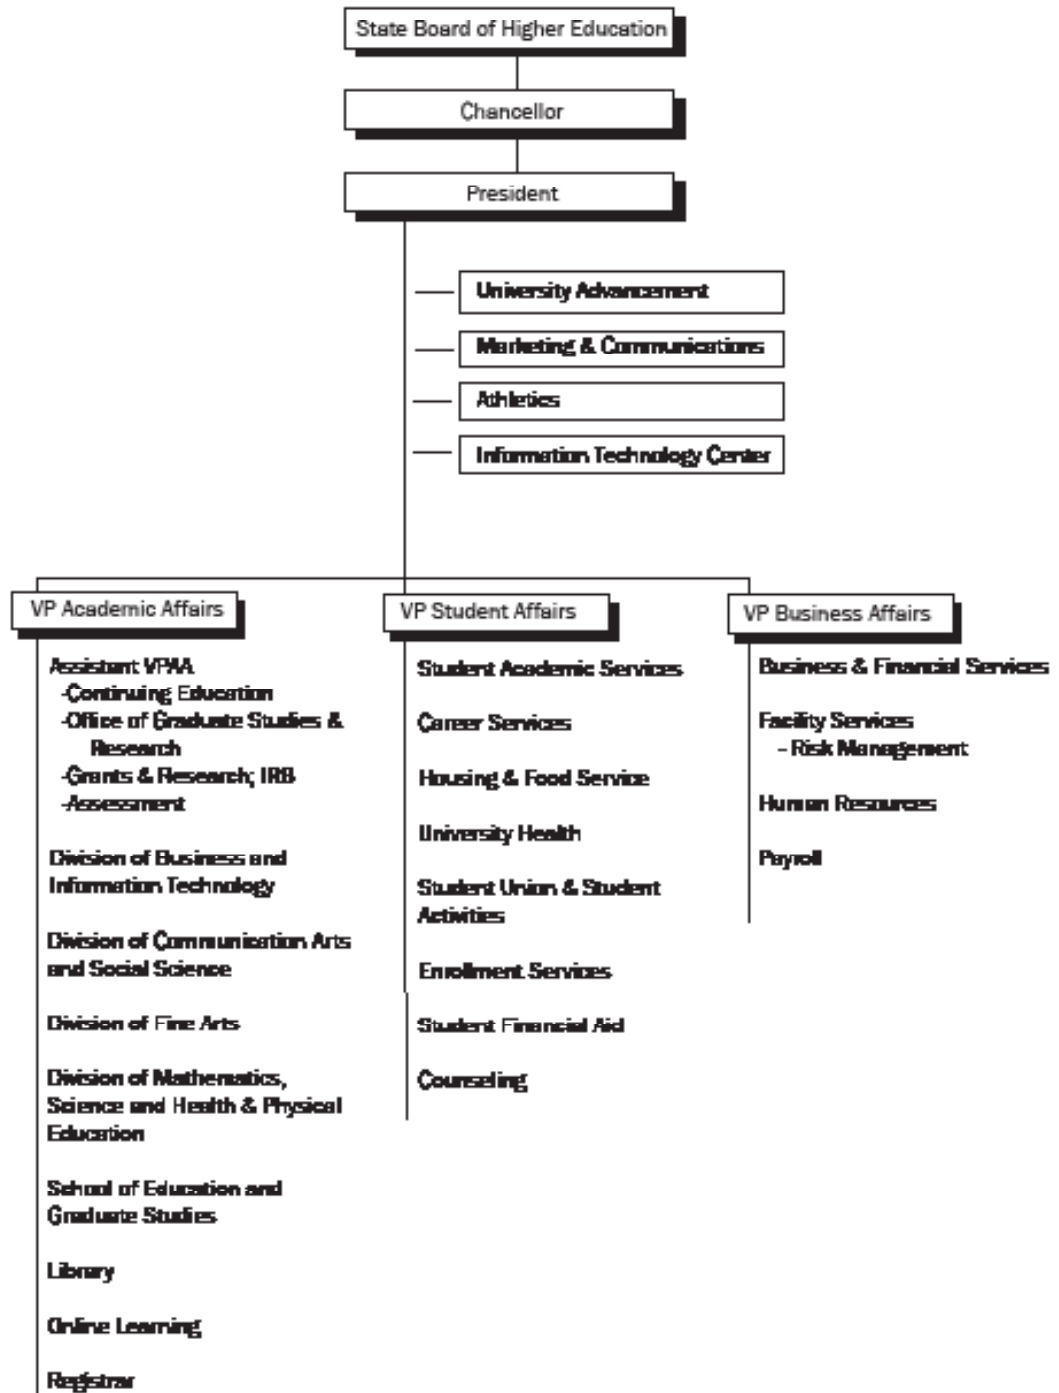 State Board of Higher Education
Chancellor
President
University Advancement
Marketing & Communications
Athletics
Information Technology Center
VP Academic Affairs
Assistant VPAA
-Continuing Education
-Office of Graduate Studies &
Research
-Grants & Research; IRB
-Assessment
Division of Business and
Information Technology
Division of Communication Arts
and Social Science
Division of Fine Arts
Division of Mathematics,
Science and Health & Physical
Education
School of Education and
Graduate Studies
Library
Online Learning
Registrar
VP Student Affairs
Student Academic Services
Career Services
Housing & Food Service
University Health
Student Union & Student
Activities
Enrollment Services
Student Financial Aid
Counseling
VP Business Affairs
Business & Financial Services
Facility Services
- Risk Management
Human Resources
Payroll